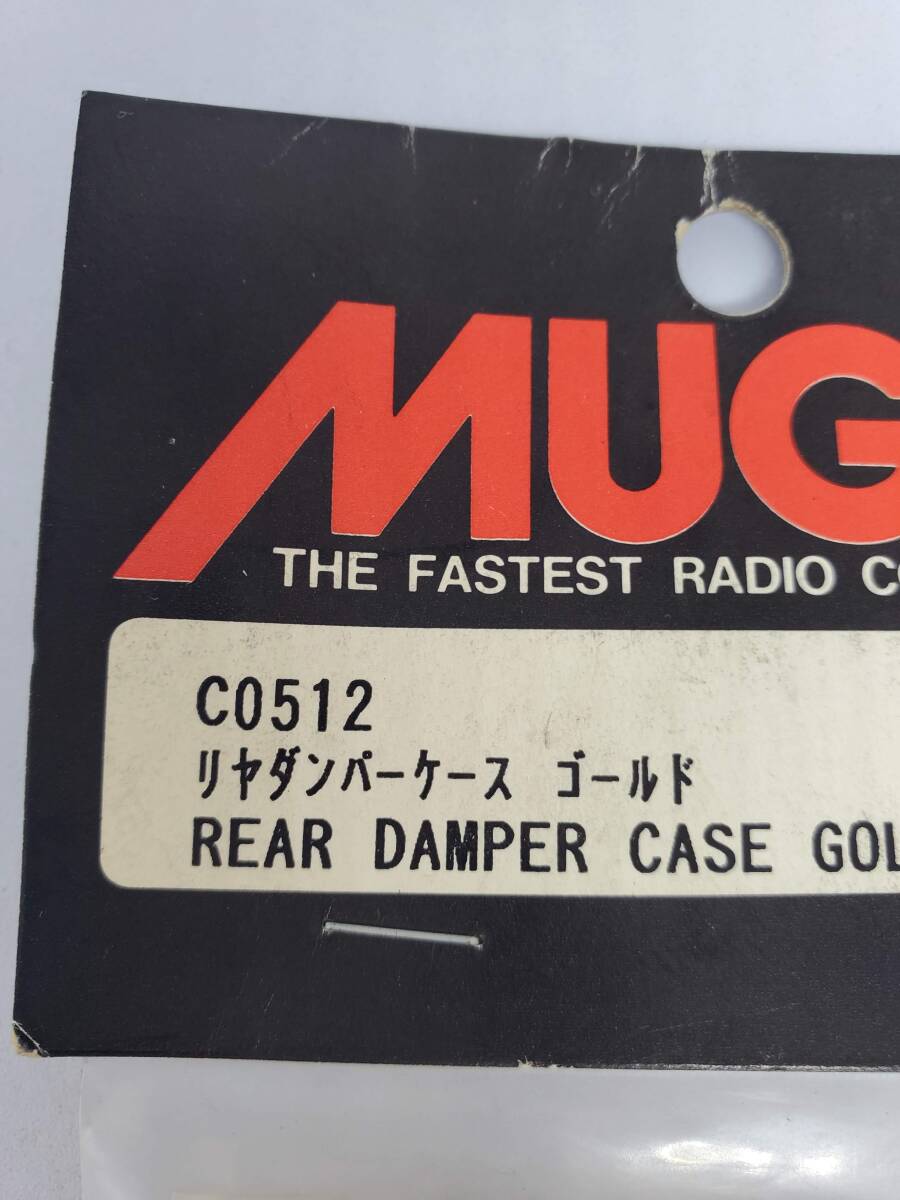 MUG
THE FASTEST RADIO CO
C0512
リヤダンパーケース ゴールド
REAR DAMPER CASE GOL